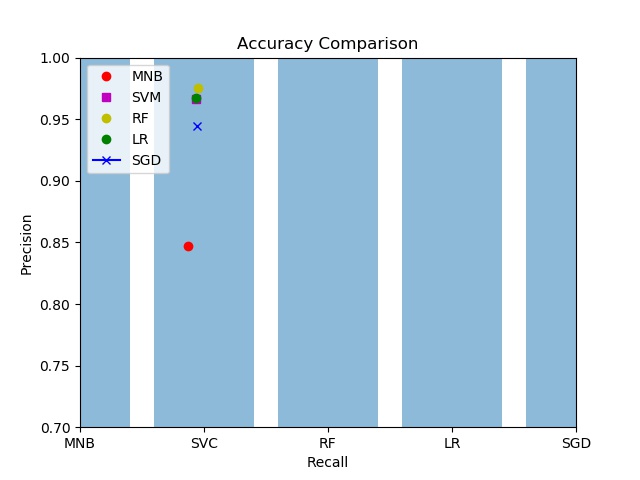 Accuracy Comparison
1.00
0.95
0.90
0.85
0.80
0.75
0.70
Precision
MNB
SVM
RF
LR
SGD
MNB SVC RF LR SGD
Recall